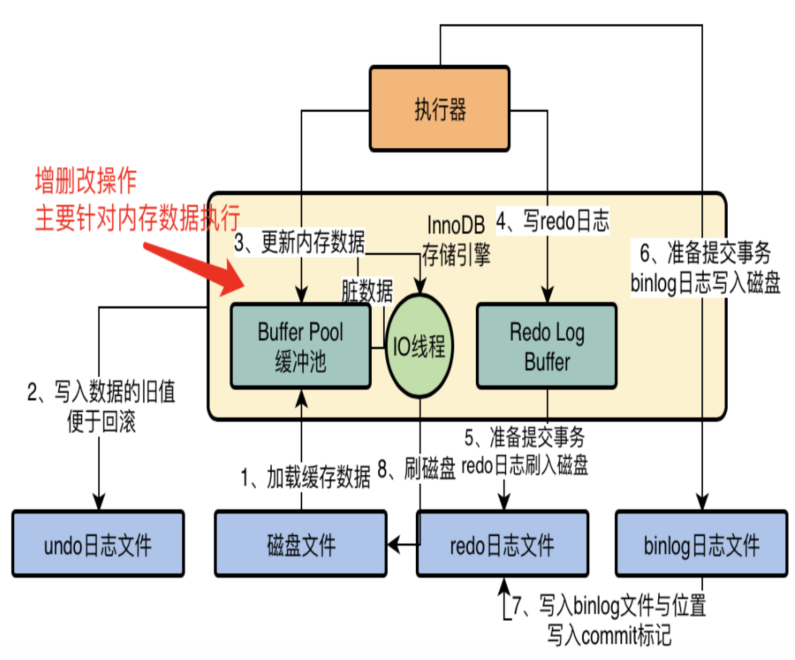 执行器
增删改操作
主要针对内存数据执行
InnoDB
存储引擎
3、更新内存数据
4、写redo日志
6、准备提交事务
binlog日志写入磁盘
脏数据
Buffer Pool
缓冲池
IO线程
Redo Log
Buffer
2、写入数据的旧值
便于回滚
1、加载缓存数据
8、刷磁盘
5、准备提交事务
redo日志刷入磁盘
undo日志文件
磁盘文件
redo日志文件
binlog日志文件
7、写入binlog文件与位置
写入commit标记